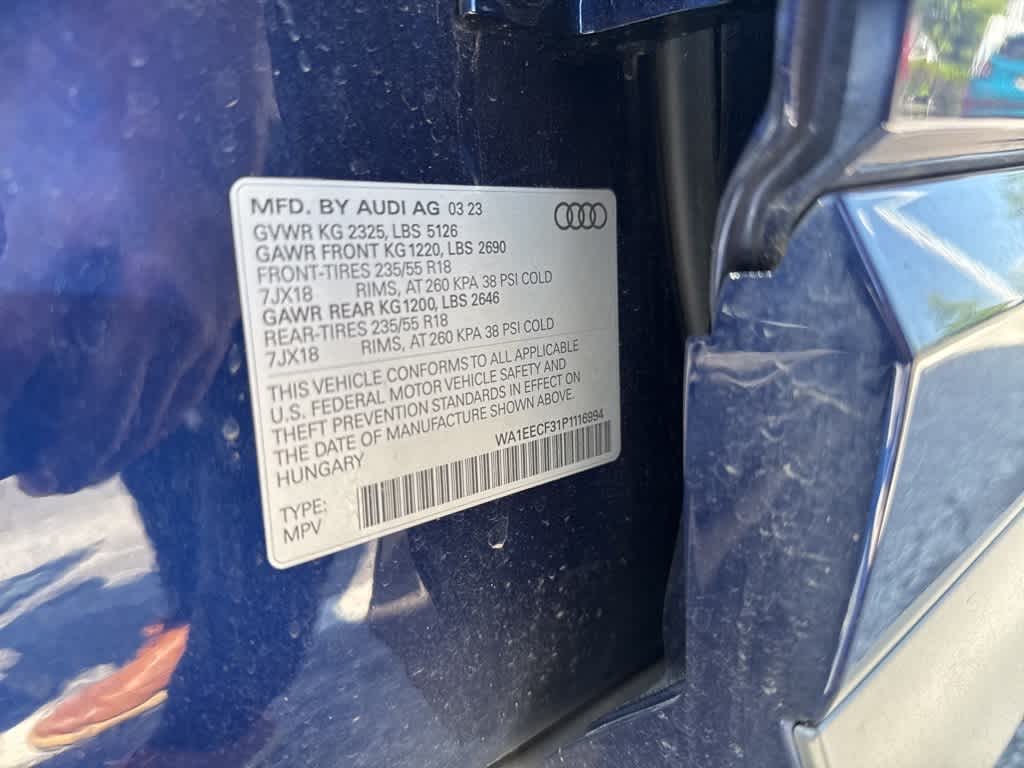 MFD. BY AUDI AG 03 23
GVWR KG 2325, LBS 5126
GAWR FRONT KG1220, LBS 2690
FRONT-TIRES 235/55 R18
7JX18 RIMS, AT 260 KPA 38 PSI COLD
GAWR REAR KG1200, LBS 2646
REAR-TIRES 235/55 R18
7JX18 RIMS, AT 260 KPA 38 PSI COLD
THIS VEHICLE CONFORMS TO ALL APPLICABLE
U.S. FEDERAL MOTOR VEHICLE SAFETY AND
THEFT PREVENTION STANDARDS IN EFFECT ON
THE DATE OF MANUFACTURE SHOWN ABOVE.
HUNGARY
WA1EECF31P1116994
TYPE:
MPV